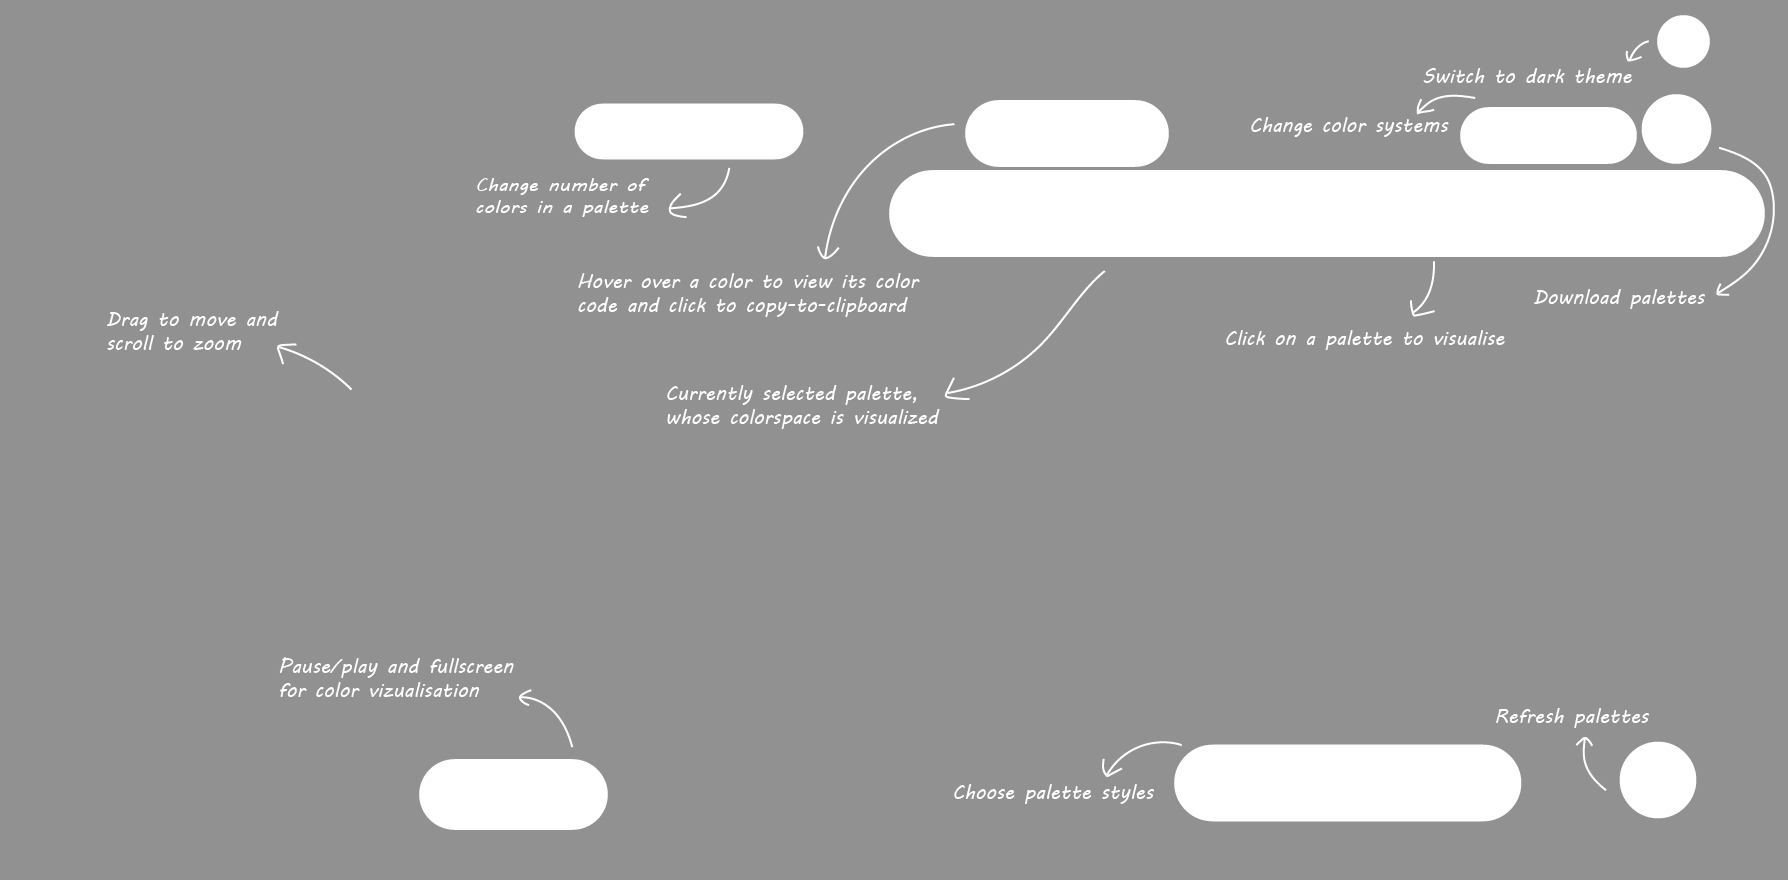 Switch to dark theme
Change color systems
Change number of
colors in a palette
Hover over a color to view its color
code and click to copy-to-clipboard
Download palettes
Drag to move and
scroll to zoom
Click on a palette to visualise
Currently selected palette,
whose colorspace is visualized
Pause/play and fullscreen
for color vizualisation
Refresh palettes
Choose palette styles